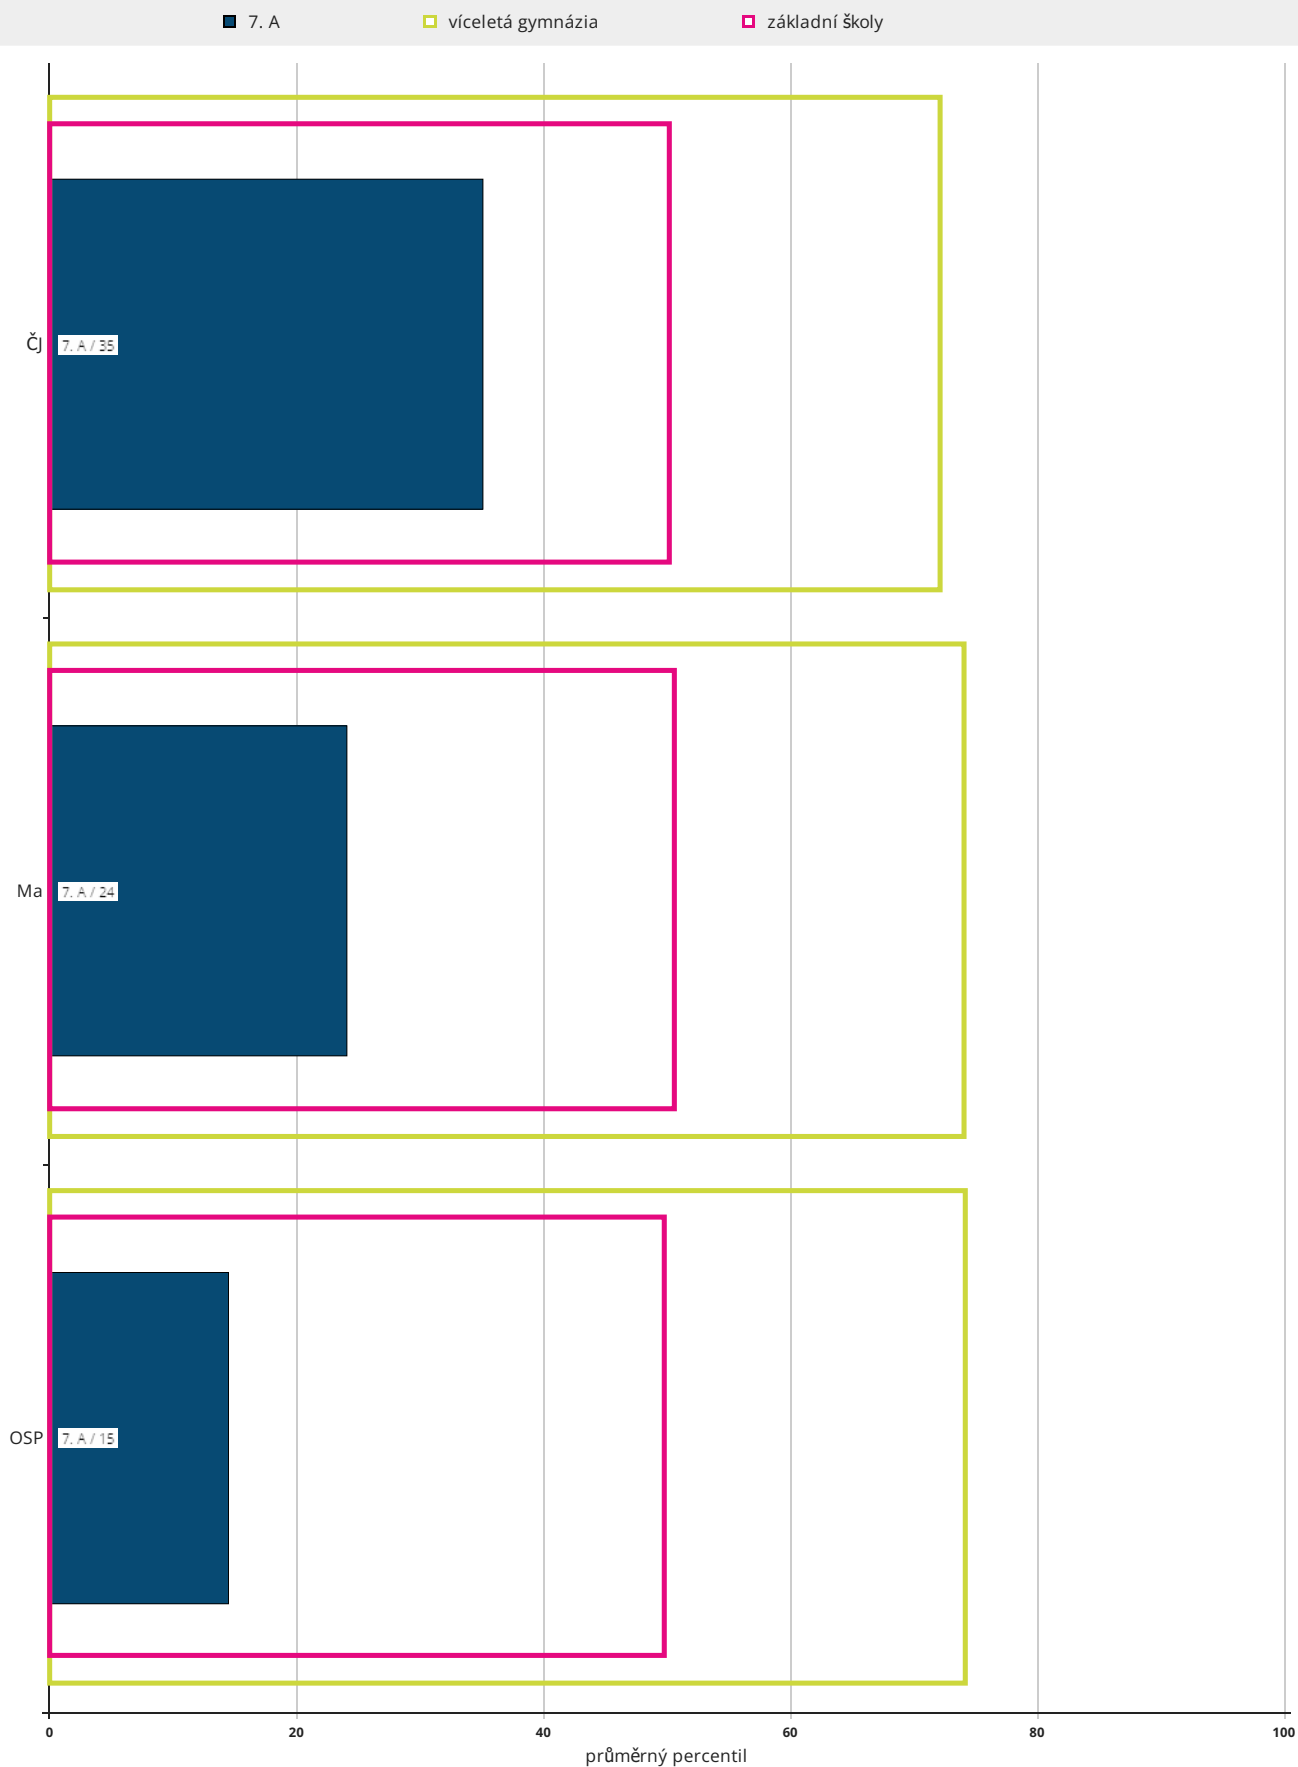 7. A víceletá gymnázia základní školy
ČJ 7. A / 35
Ma 7. A / 24
OSP 7. A / 15
0 20 40 60 80 100
průměrný percentil